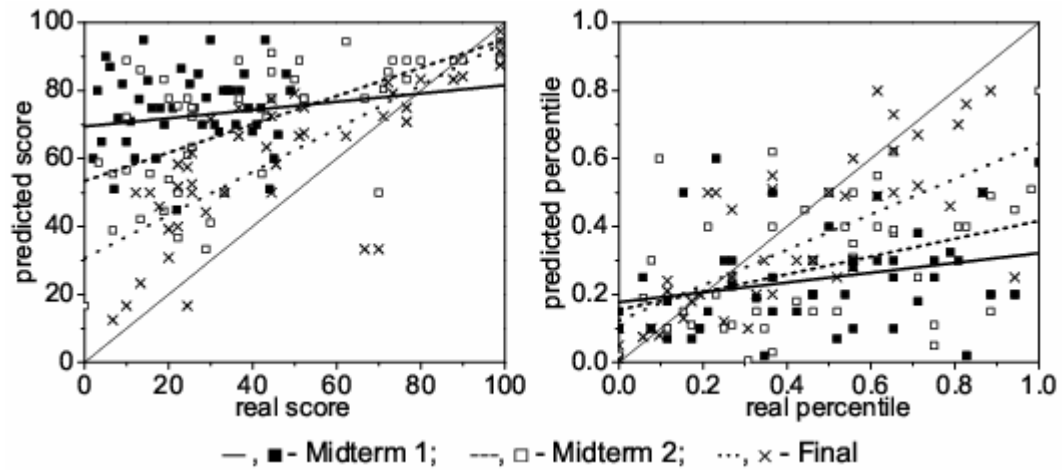 100
80
60
40
20
0
predicted score
0 20 40 60 80 100
real score
1.0
0.8
0.6
0.4
0.2
0.0
predicted percentile
0.0 0.2 0.4 0.6 0.8 1.0
real percentile
—, ■ - Midterm 1; ---, □ - Midterm 2; ···, × - Final